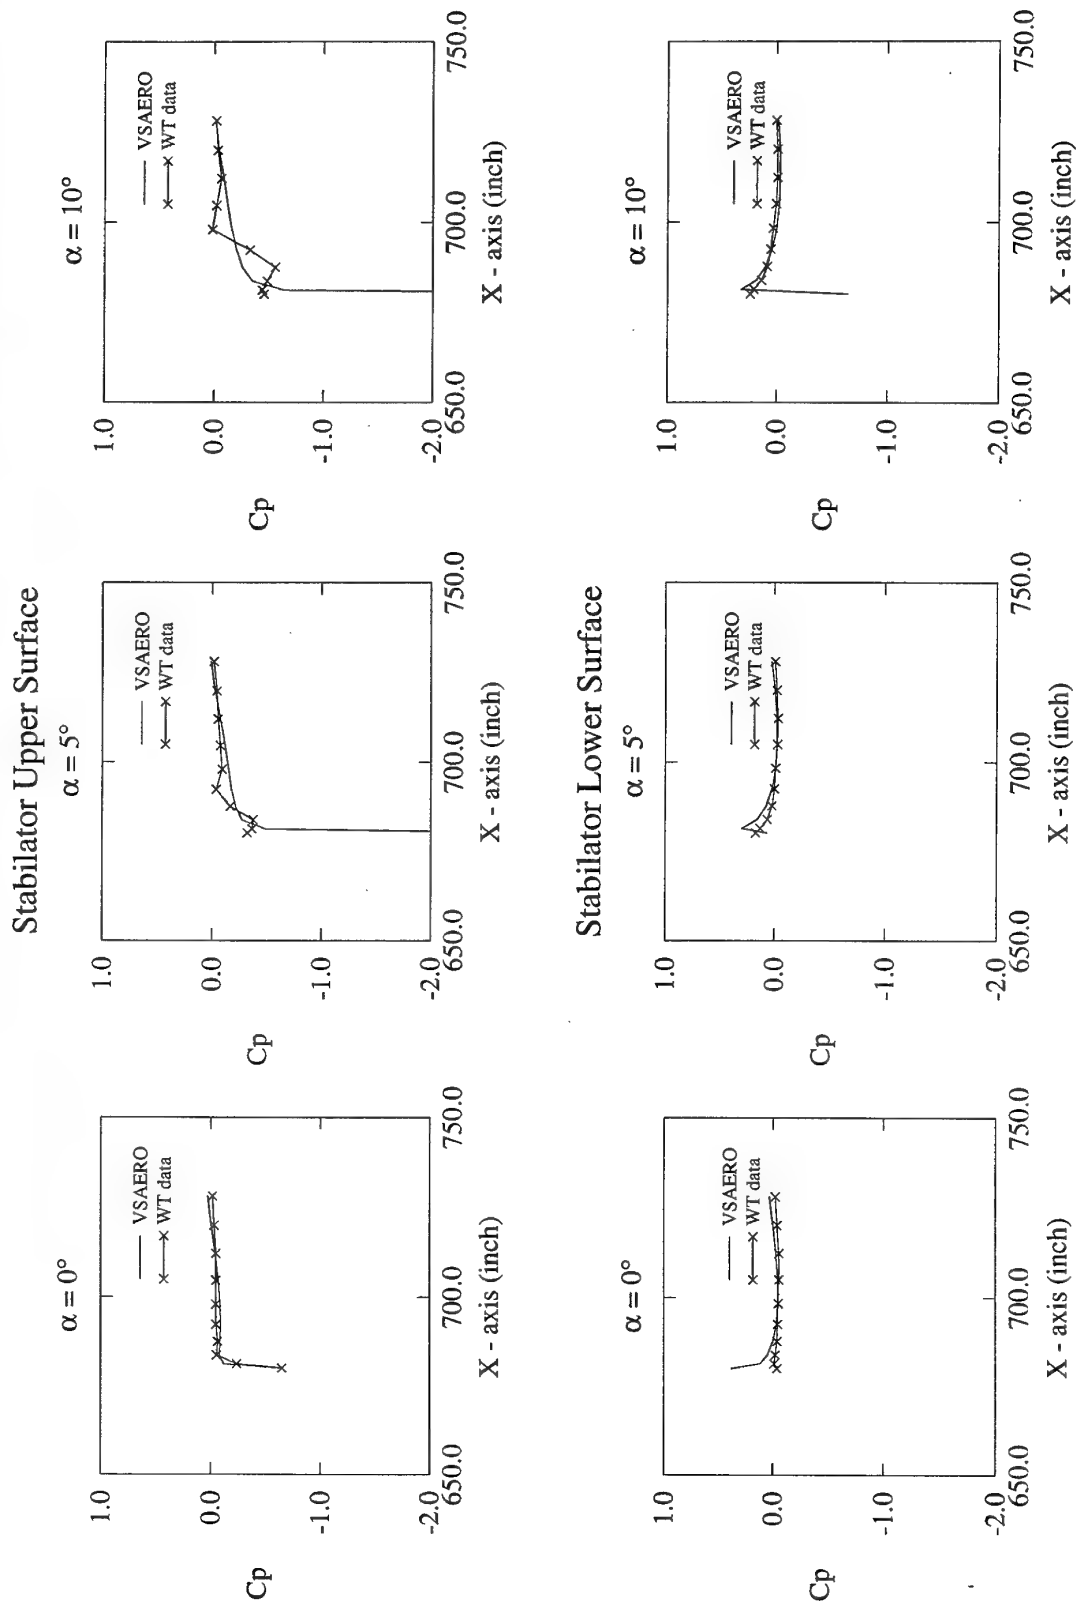 Stabilator Upper Surface
α = 0°
1.0
0.0
-1.0
-2.0
Cp
650.0
700.0
750.0
X - axis (inch)
VSAERO
WT data
α = 5°
1.0
0.0
-1.0
-2.0
Cp
650.0
700.0
750.0
X - axis (inch)
VSAERO
WT data
α = 10°
1.0
0.0
-1.0
-2.0
Cp
650.0
700.0
750.0
X - axis (inch)
VSAERO
WT data
Stabilator Lower Surface
α = 0°
1.0
0.0
-1.0
-2.0
Cp
650.0
700.0
750.0
X - axis (inch)
VSAERO
WT data
α = 5°
1.0
0.0
-1.0
-2.0
Cp
650.0
700.0
750.0
X - axis (inch)
VSAERO
WT data
α = 10°
1.0
0.0
-1.0
-2.0
Cp
650.0
700.0
750.0
X - axis (inch)
VSAERO
WT data